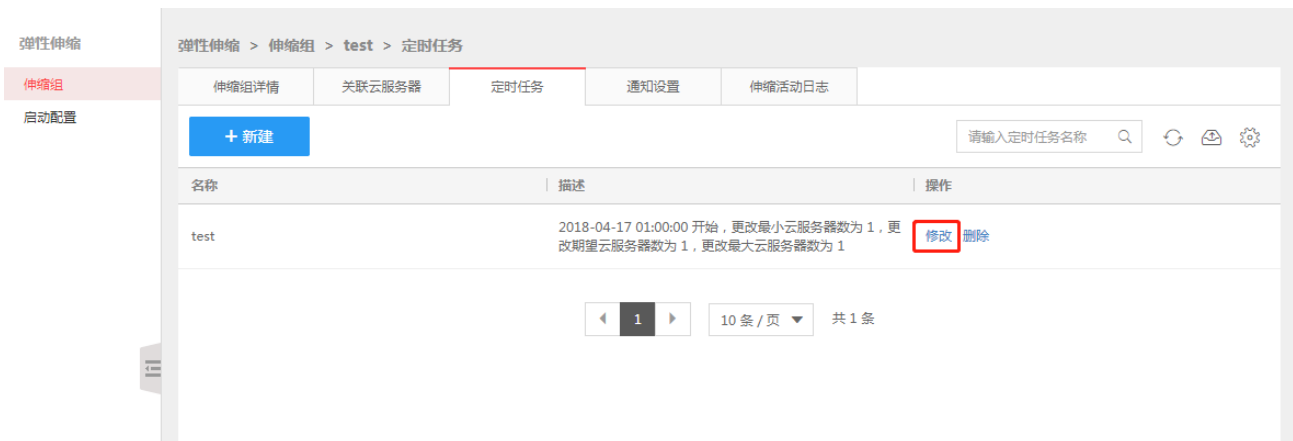 弹性伸缩
伸缩组
启动配置
弹性伸缩 > 伸缩组 > test > 定时任务
伸缩组详情 关联云服务器 定时任务 通知设置 伸缩活动日志
+ 新建 请输入定时任务名称
名称 描述 操作
test 2018-04-17 01:00:00 开始，更改最小云服务器数为 1，更 修改 删除
改期望云服务器数为 1，更改最大云服务器数为 1
1 10 条 / 页 共 1 条